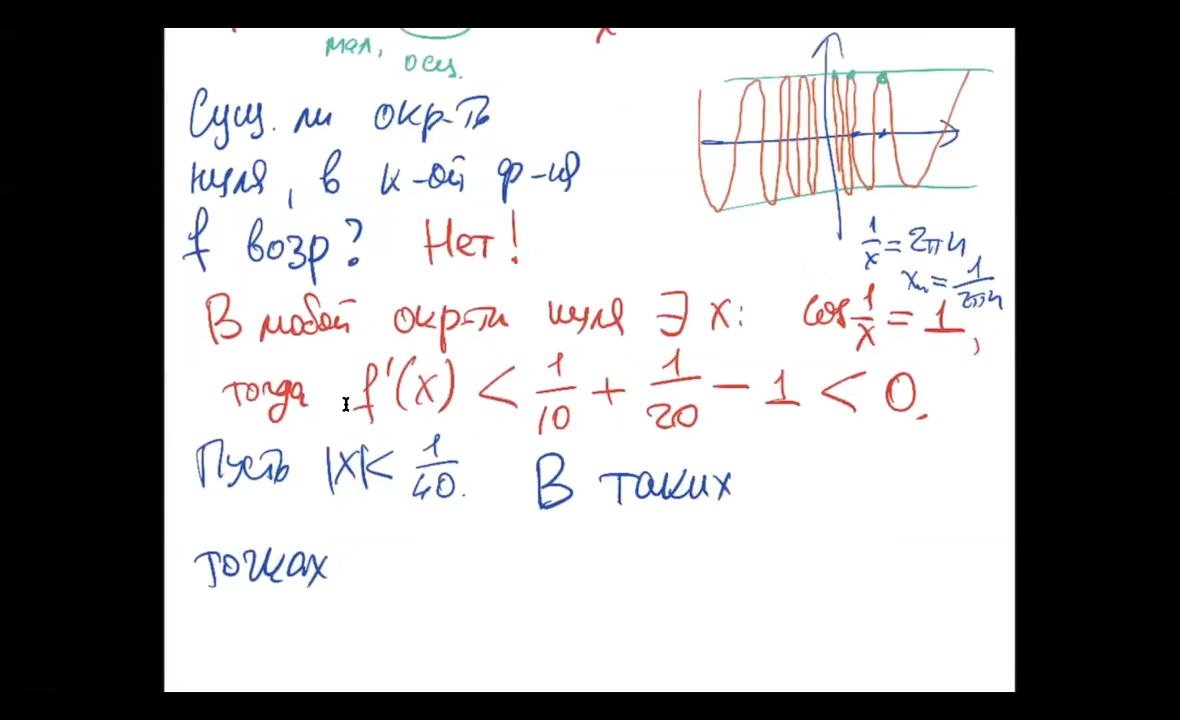 мал,
осц.
Сущ. ли окр-ть
нуля, в к-ой ф-ия
f возр? Нет!
1/x = 2πn
xₙ = 1/2πn
В любой окр-ти нуля ∃ x: cos 1/x = 1,
тогда f'(x) < 1/10 + 1/20 − 1 < 0.
Пусть |x| < 1/40. В таких
точках